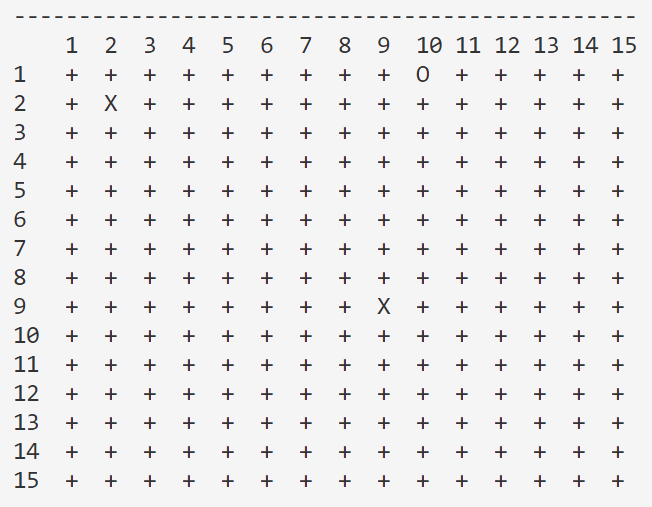 ------------------------------------------------
    1  2  3  4  5  6  7  8  9  10 11 12 13 14 15
1   +  +  +  +  +  +  +  +  +  O  +  +  +  +  +
2   +  X  +  +  +  +  +  +  +  +  +  +  +  +  +
3   +  +  +  +  +  +  +  +  +  +  +  +  +  +  +
4   +  +  +  +  +  +  +  +  +  +  +  +  +  +  +
5   +  +  +  +  +  +  +  +  +  +  +  +  +  +  +
6   +  +  +  +  +  +  +  +  +  +  +  +  +  +  +
7   +  +  +  +  +  +  +  +  +  +  +  +  +  +  +
8   +  +  +  +  +  +  +  +  +  +  +  +  +  +  +
9   +  +  +  +  +  +  +  +  X  +  +  +  +  +  +
10  +  +  +  +  +  +  +  +  +  +  +  +  +  +  +
11  +  +  +  +  +  +  +  +  +  +  +  +  +  +  +
12  +  +  +  +  +  +  +  +  +  +  +  +  +  +  +
13  +  +  +  +  +  +  +  +  +  +  +  +  +  +  +
14  +  +  +  +  +  +  +  +  +  +  +  +  +  +  +
15  +  +  +  +  +  +  +  +  +  +  +  +  +  +  +